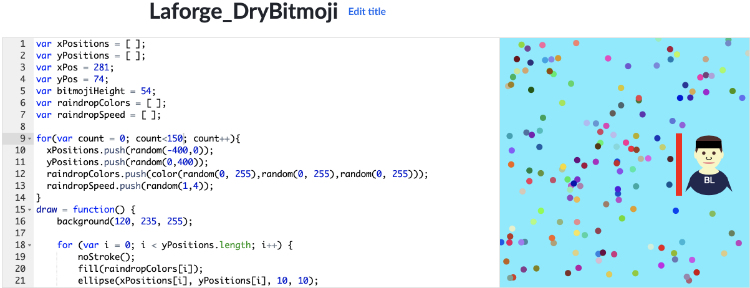 Laforge_DryBitmoji Edit title
1 var xPositions = [ ];
2 var yPositions = [ ];
3 var xPos = 281;
4 var yPos = 74;
5 var bitmojiHeight = 54;
6 var raindropColors = [ ];
7 var raindropSpeed = [ ];
8
9 for(var count = 0; count<150; count++){
10 xPositions.push(random(-400,0));
11 yPositions.push(random(0,400));
12 raindropColors.push(color(random(0, 255),random(0, 255),random(0, 255)));
13 raindropSpeed.push(random(1,4));
14 }
15 draw = function() {
16 background(120, 235, 255);
17
18 for (var i = 0; i < yPositions.length; i++) {
19 noStroke();
20 fill(raindropColors[i]);
21 ellipse(xPositions[i], yPositions[i], 10, 10);
BL